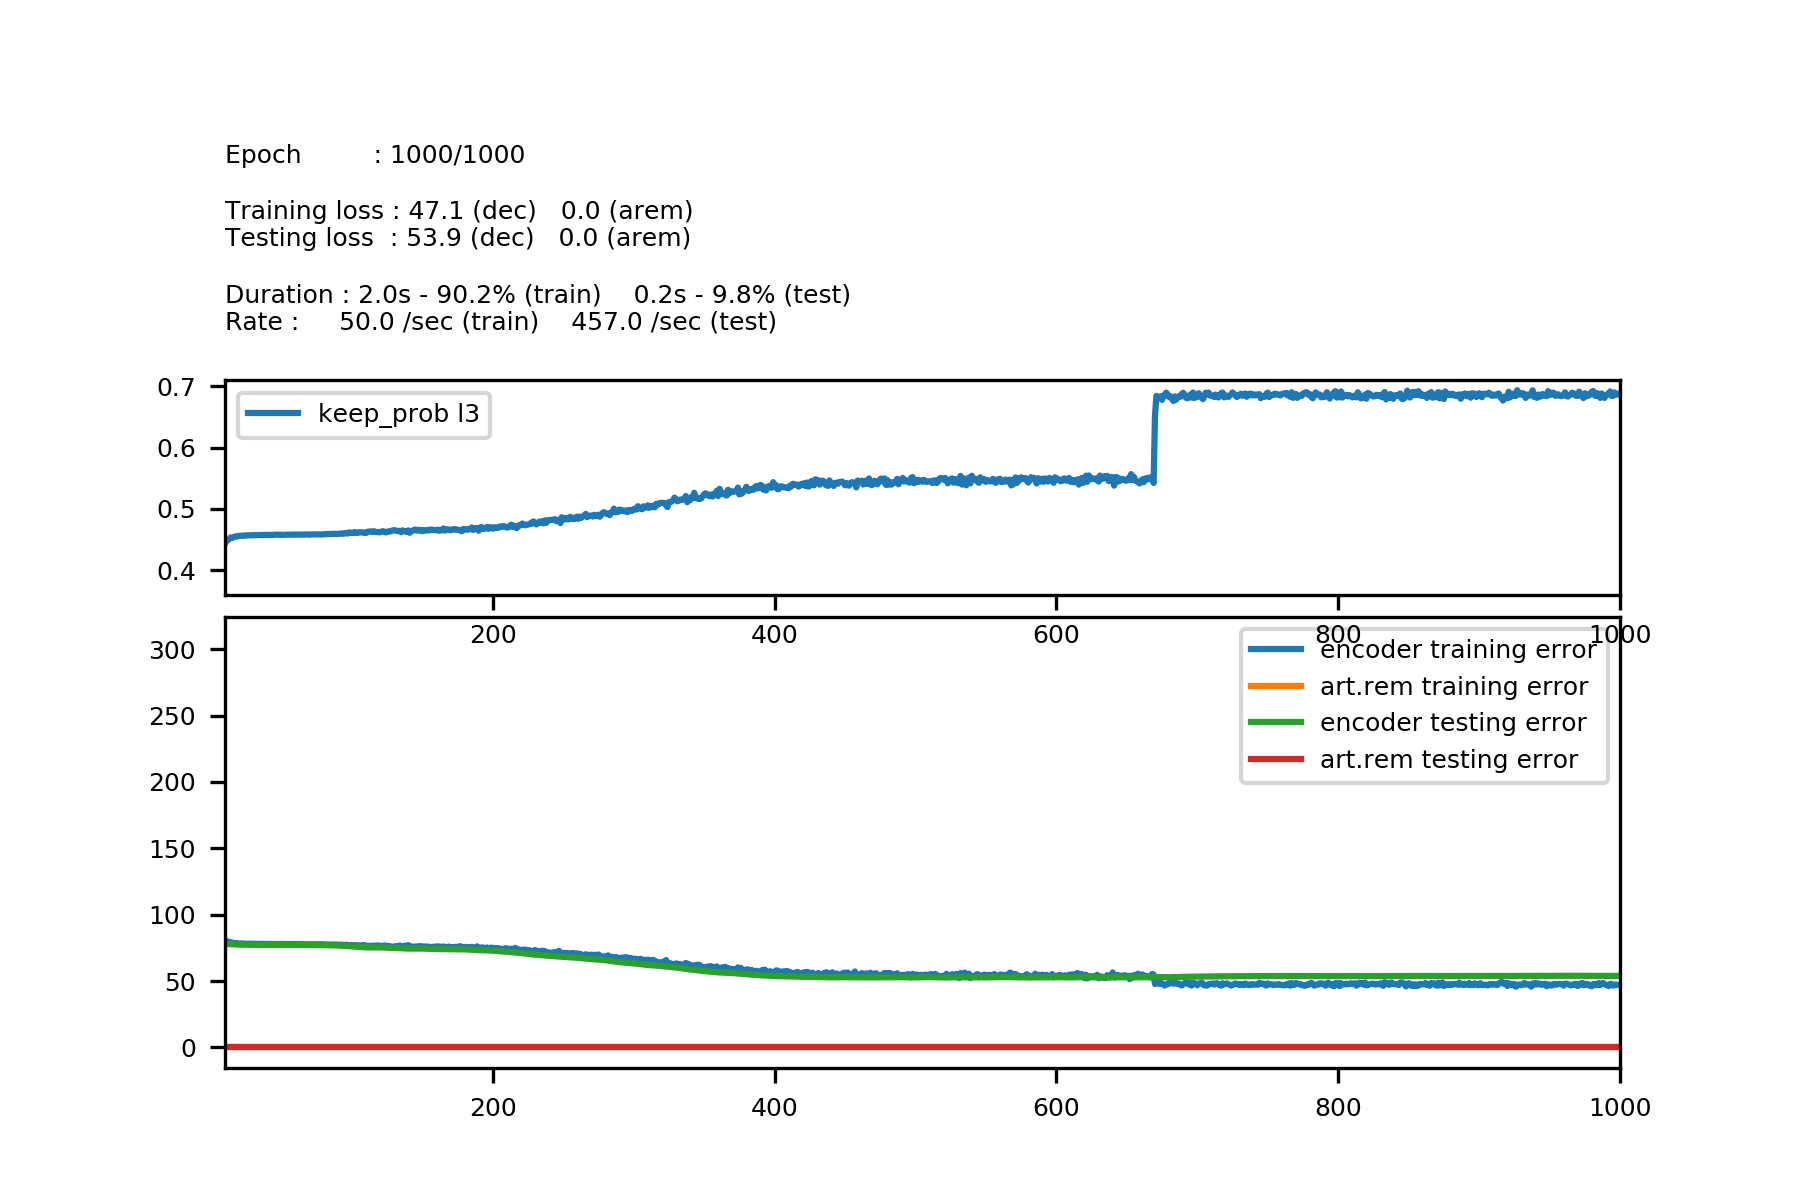 Epoch : 1000/1000
Training loss : 47.1 (dec) 0.0 (arem)
Testing loss : 53.9 (dec) 0.0 (arem)
Duration : 2.0s - 90.2% (train) 0.2s - 9.8% (test)
Rate : 50.0 /sec (train) 457.0 /sec (test)
0.7
0.6
0.5
0.4
keep_prob l3
200 400 600 800 1000
300
250
200
150
100
50
0
encoder training error
art.rem training error
encoder testing error
art.rem testing error
200 400 600 800 1000